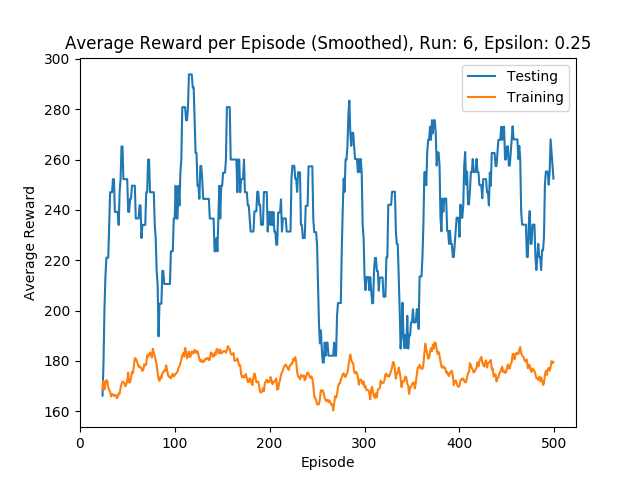 Average Reward per Episode (Smoothed), Run: 6, Epsilon: 0.25
Testing
Training
Average Reward
300
280
260
240
220
200
180
160
0 100 200 300 400 500
Episode